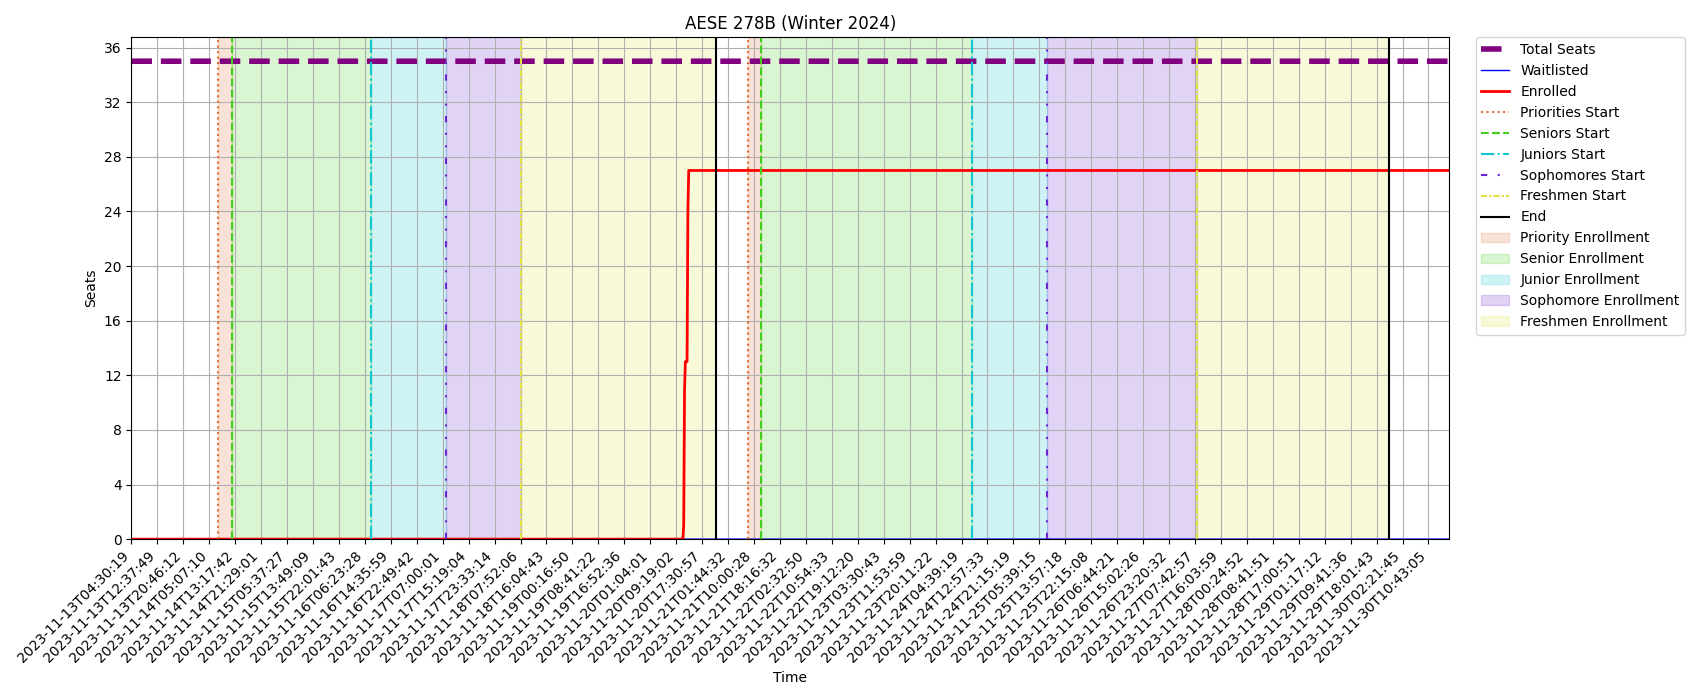 AESE 278B (Winter 2024)
36
32
28
24
20
16
12
8
4
0
Seats
2023-11-13T04:30:19
2023-11-13T12:37:49
2023-11-13T20:46:12
2023-11-14T05:07:10
2023-11-14T13:17:42
2023-11-14T21:29:01
2023-11-15T05:37:27
2023-11-15T13:49:09
2023-11-15T22:01:43
2023-11-16T06:23:28
2023-11-16T14:35:59
2023-11-16T22:49:42
2023-11-17T07:00:01
2023-11-17T15:19:04
2023-11-17T23:33:14
2023-11-18T07:52:06
2023-11-18T16:04:43
2023-11-19T00:16:50
2023-11-19T08:41:22
2023-11-19T16:52:36
2023-11-20T01:04:01
2023-11-20T09:19:02
2023-11-20T17:30:57
2023-11-21T01:44:32
2023-11-21T10:00:28
2023-11-21T18:16:32
2023-11-22T02:32:50
2023-11-22T10:54:33
2023-11-22T19:12:20
2023-11-23T03:30:43
2023-11-23T11:53:59
2023-11-23T20:11:22
2023-11-24T04:39:19
2023-11-24T12:57:33
2023-11-24T21:15:19
2023-11-25T05:39:15
2023-11-25T13:57:18
2023-11-25T22:15:08
2023-11-26T06:44:21
2023-11-26T15:02:26
2023-11-26T23:20:32
2023-11-27T07:42:57
2023-11-27T16:03:59
2023-11-28T00:24:52
2023-11-28T08:41:51
2023-11-28T17:00:51
2023-11-29T01:17:12
2023-11-29T09:41:36
2023-11-29T18:01:43
2023-11-30T02:21:45
2023-11-30T10:43:05
Time
Total Seats
Waitlisted
Enrolled
Priorities Start
Seniors Start
Juniors Start
Sophomores Start
Freshmen Start
End
Priority Enrollment
Senior Enrollment
Junior Enrollment
Sophomore Enrollment
Freshmen Enrollment